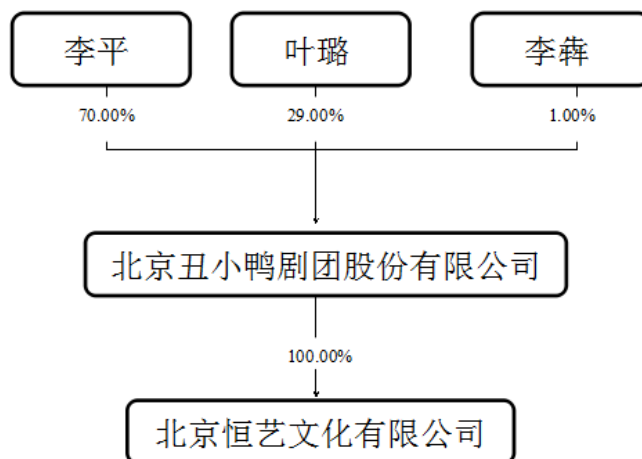 李平 叶璐 李犇
70.00% 29.00% 1.00%
北京丑小鸭剧团股份有限公司
100.00%
北京恒艺文化有限公司